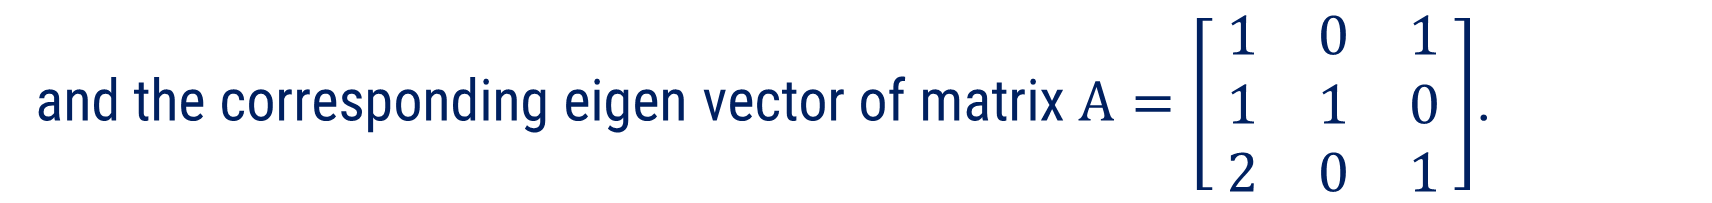 and the corresponding eigen vector of matrix A = [1 0 1
1 1 0
2 0 1].